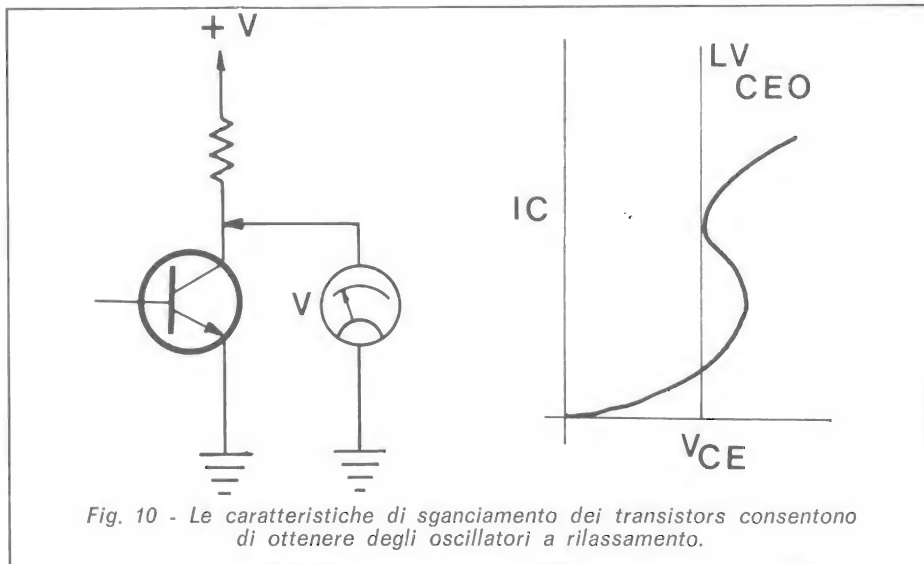 + V
V
IC
LV
CEO
VCE
Fig. 10 - Le caratteristiche di sganciamento dei transistors consentono
di ottenere degli oscillatori a rilassamento.